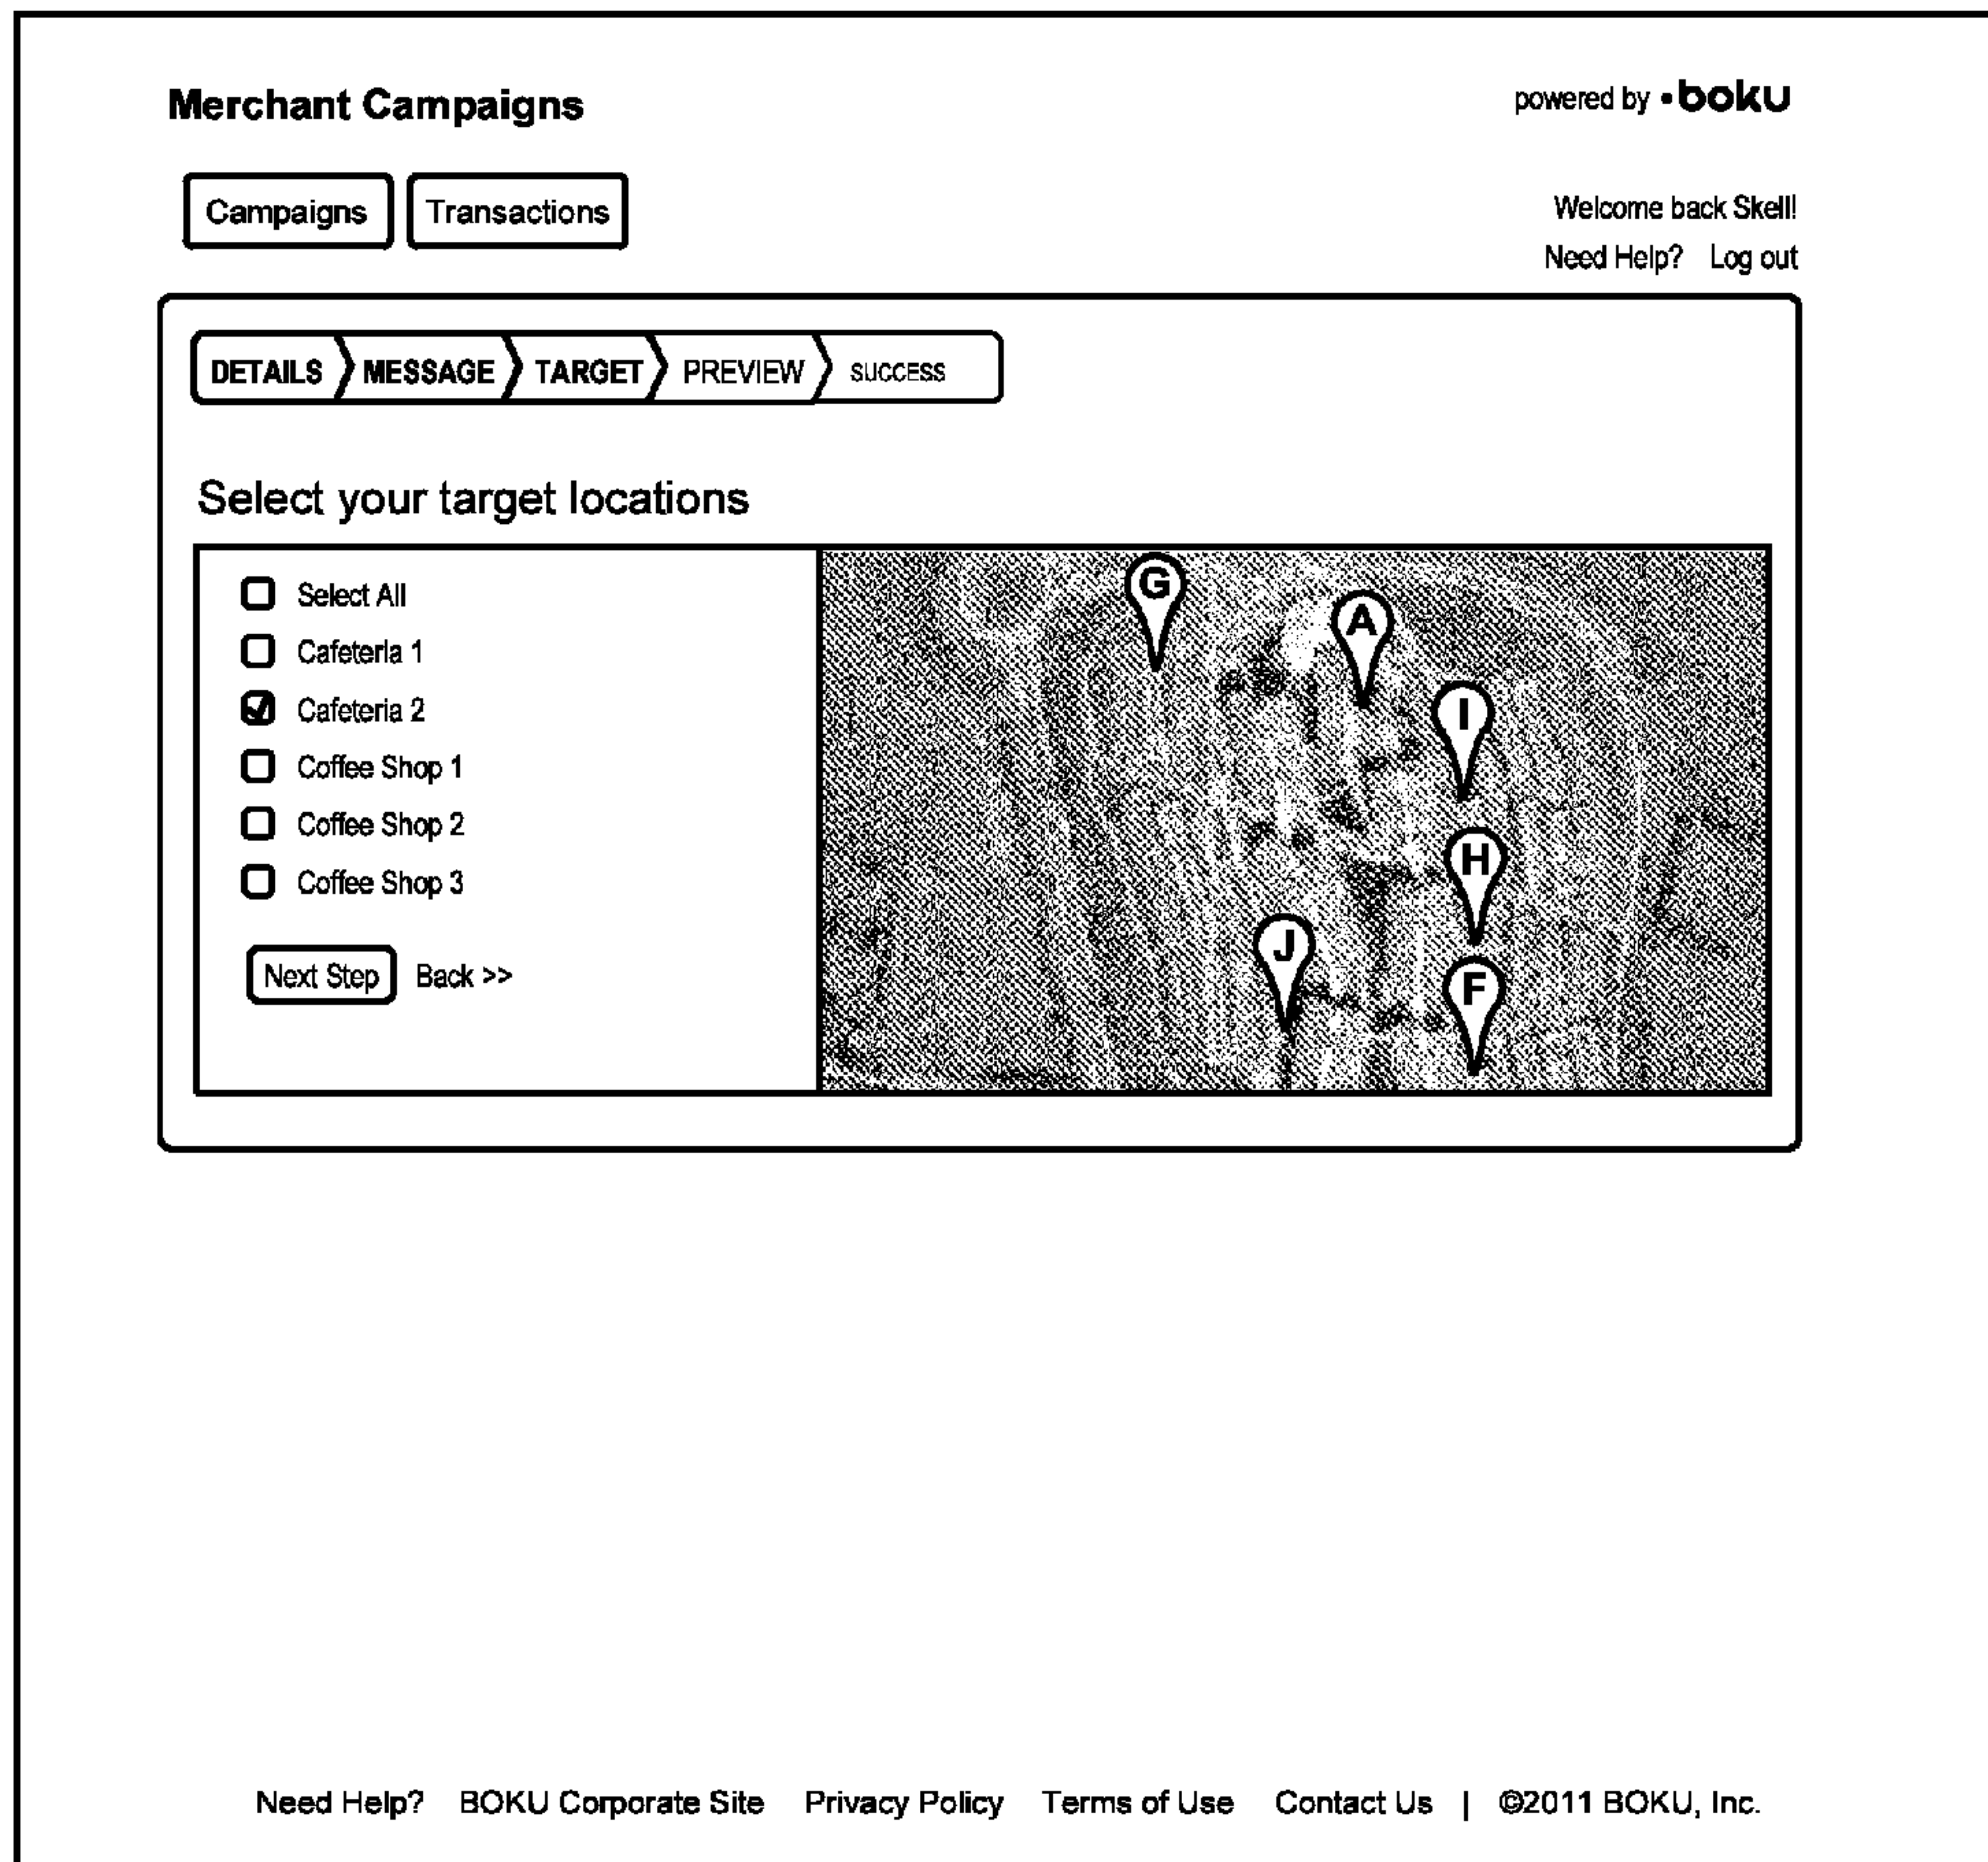 Merchant Campaigns
powered by •boku
Campaigns
Transactions
Welcome back Skell!
Need Help? Log out
DETAILS MESSAGE TARGET PREVIEW SUCCESS
Select your target locations
Select All
Cafeteria 1
Cafeteria 2
Coffee Shop 1
Coffee Shop 2
Coffee Shop 3
Next Step Back >>
G
A
I
H
J
F
Need Help? BOKU Corporate Site Privacy Policy Terms of Use Contact Us | ©2011 BOKU, Inc.